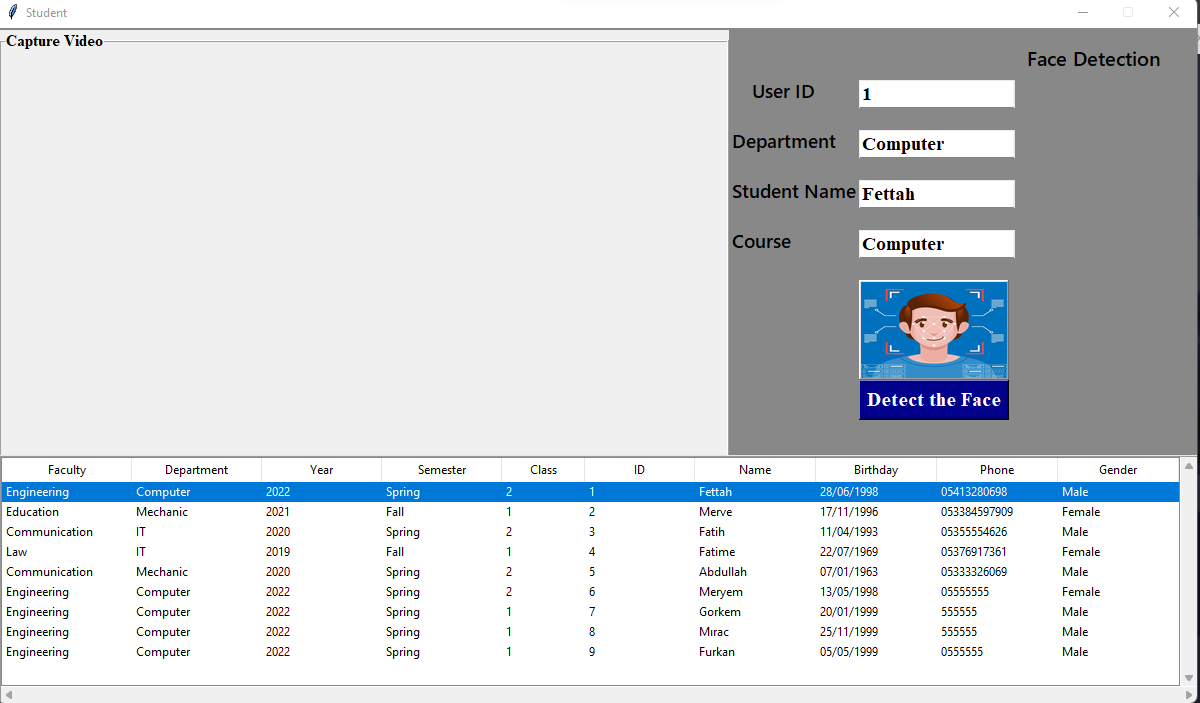 Student
Capture Video
Face Detection
User ID 1
Department Computer
Student Name Fettah
Course Computer
Detect the Face
Faculty Department Year Semester Class ID Name Birthday Phone Gender
Engineering Computer 2022 Spring 2 1 Fettah 28/06/1998 05413280698 Male
Education Mechanic 2021 Fall 1 2 Merve 17/11/1996 053384597909 Female
Communication IT 2020 Spring 2 3 Fatih 11/04/1993 05355554626 Male
Law IT 2019 Fall 1 4 Fatime 22/07/1969 05376917361 Female
Communication Mechanic 2020 Spring 2 5 Abdullah 07/01/1963 05333326069 Male
Engineering Computer 2022 Spring 2 6 Meryem 13/05/1998 05555555 Female
Engineering Computer 2022 Spring 1 7 Gorkem 20/01/1999 555555 Male
Engineering Computer 2022 Spring 1 8 Mırac 25/11/1999 555555 Male
Engineering Computer 2022 Spring 1 9 Furkan 05/05/1999 0555555 Male